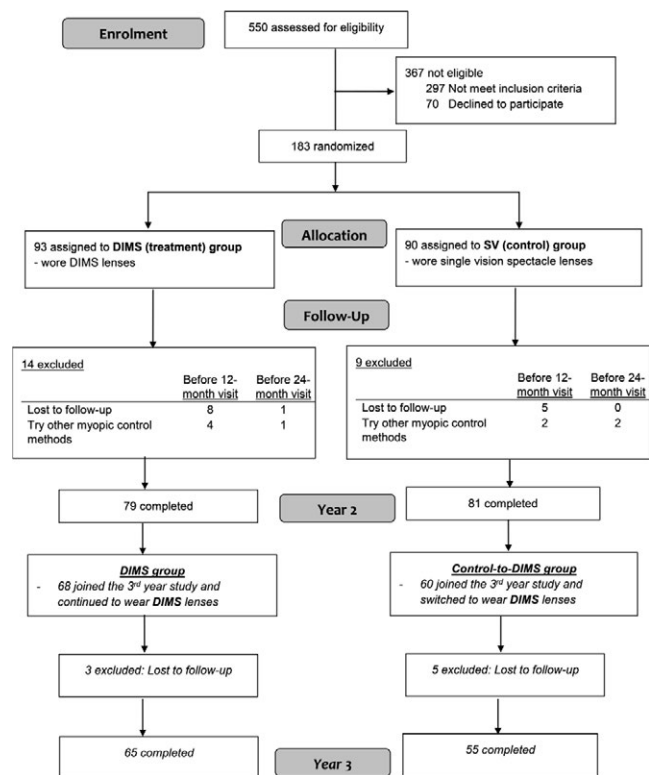 Enrolment
550 assessed for eligibility
367 not eligible
297 Not meet inclusion criteria
70 Declined to participate
183 randomized
Allocation
93 assigned to DIMS (treatment) group
- wore DIMS lenses
90 assigned to SV (control) group
- wore single vision spectacle lenses
Follow-Up
14 excluded
Before 12- Before 24-
month visit month visit
Lost to follow-up 8 1
Try other myopic control 4 1
methods
9 excluded
Before 12- Before 24-
month visit month visit
Lost to follow-up 5 0
Try other myopic control 2 2
methods
79 completed
Year 2
81 completed
DIMS group
- 68 joined the 3rd year study and
continued to wear DIMS lenses
Control-to-DIMS group
- 60 joined the 3rd year study and
switched to wear DIMS lenses
3 excluded: Lost to follow-up
5 excluded: Lost to follow-up
65 completed
Year 3
55 completed